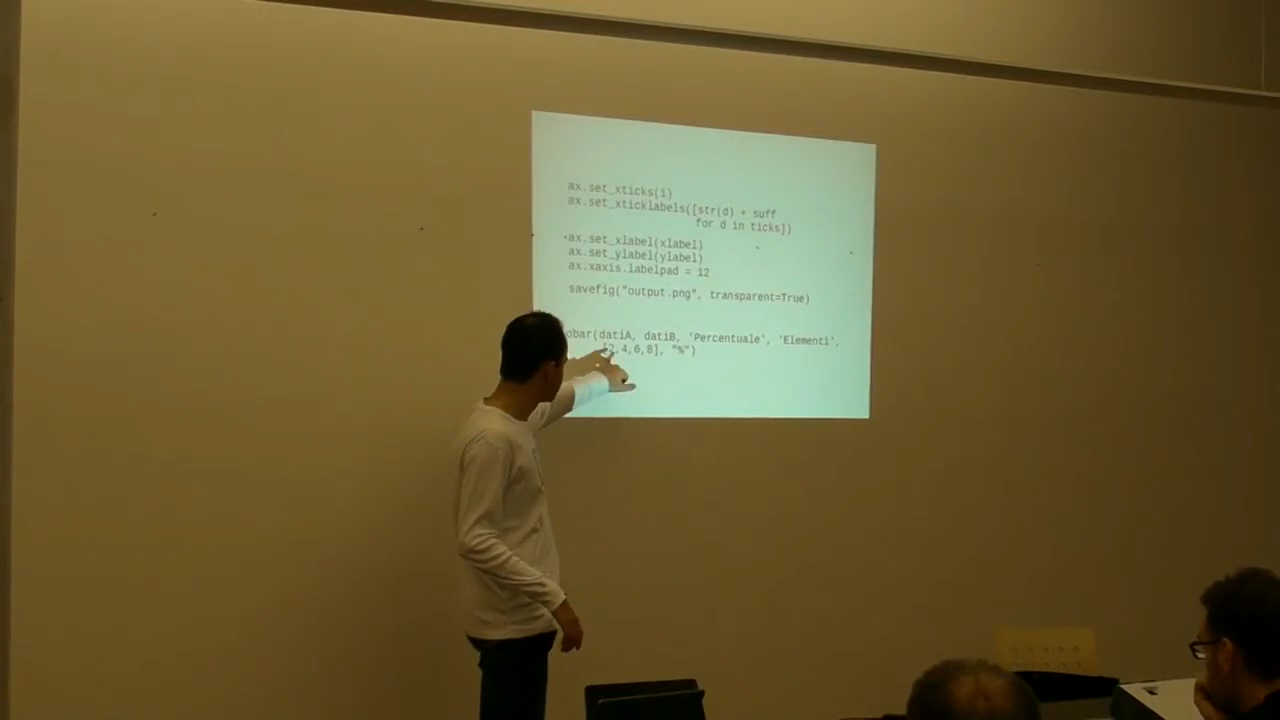 ax.set_xticks(i)
ax.set_xticklabels([str(d) + suff
for d in ticks])
ax.set_xlabel(xlabel)
ax.set_ylabel(ylabel)
ax.xaxis.labelpad = 12
savefig("output.png", transparent=True)
obar(datiA, datiB, 'Percentuale', 'Elementi',
[2,4,6,8], "%")